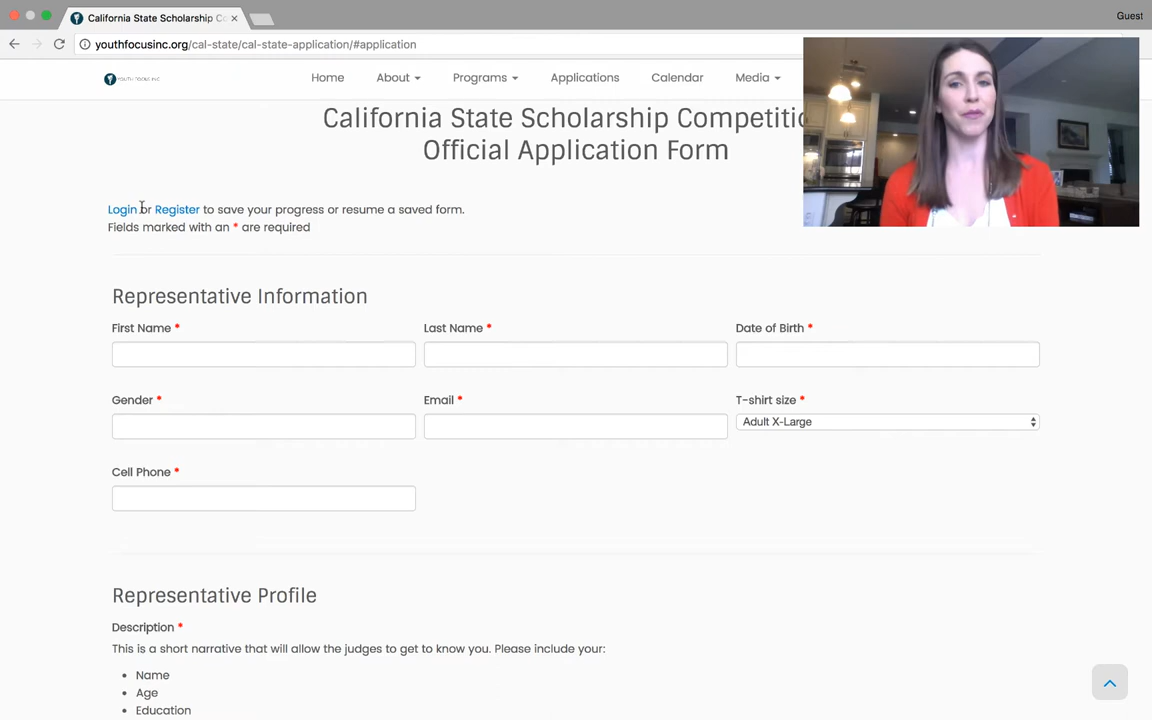 California State Scholarship Co
Guest
youthfocusinc.org/cal-state/cal-state-application/#application
Home About Programs Applications Calendar Media
California State Scholarship Competitio
Official Application Form
Login or Register to save your progress or resume a saved form.
Fields marked with an * are required
Representative Information
First Name * Last Name * Date of Birth *
Gender * Email * T-shirt size *
Adult X-Large
Cell Phone *
Representative Profile
Description *
This is a short narrative that will allow the judges to get to know you. Please include your:
• Name
• Age
• Education